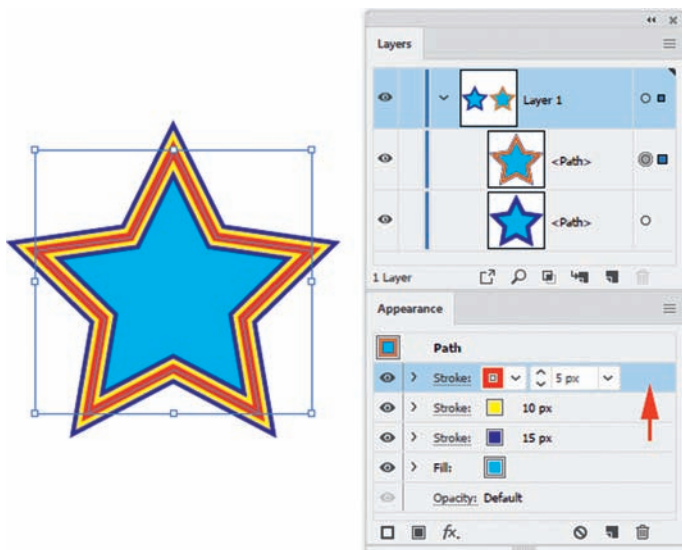 Layers
Layer 1
<Path>
<Path>
1 Layer
Appearance
Path
Stroke: 5 px
Stroke: 10 px
Stroke: 15 px
Fill:
Opacity: Default
fx.